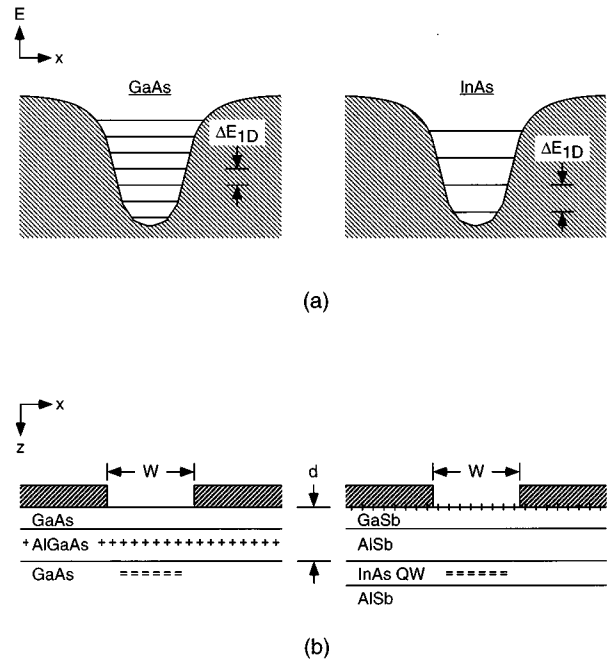 E
x
GaAs
InAs
ΔE1D
ΔE1D
(a)
x
z
W
d
W
GaAs
GaSb
+ AlGaAs + + + + + + + + + + + + + + + +
AlSb
GaAs ======
InAs QW ======
AlSb
(b)